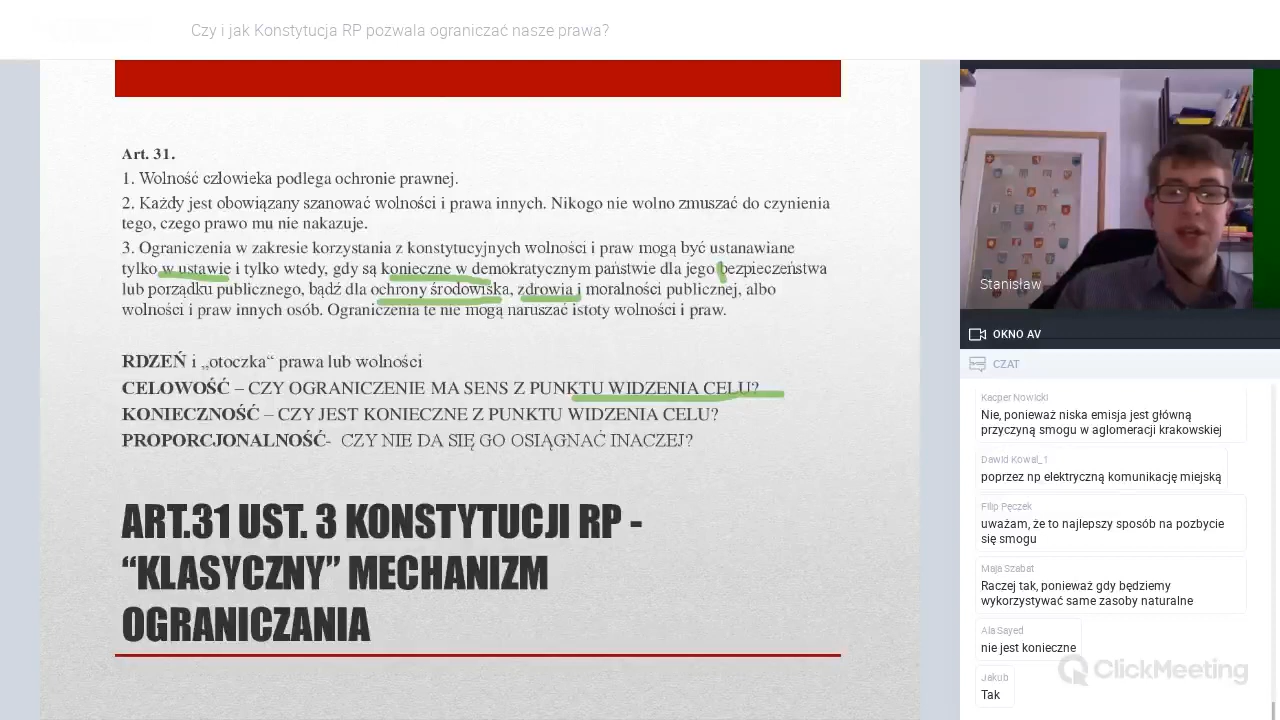 Czy i jak Konstytucja RP pozwala ograniczać nasze prawa?
Art. 31.
1. Wolność człowieka podlega ochronie prawnej.
2. Każdy jest obowiązany szanować wolności i prawa innych. Nikogo nie wolno zmuszać do czynienia
tego, czego prawo mu nie nakazuje.
3. Ograniczenia w zakresie korzystania z konstytucyjnych wolności i praw mogą być ustanawiane
tylko w ustawie i tylko wtedy, gdy są konieczne w demokratycznym państwie dla jego bezpieczeństwa
lub porządku publicznego, bądź dla ochrony środowiska, zdrowia i moralności publicznej, albo
wolności i praw innych osób. Ograniczenia te nie mogą naruszać istoty wolności i praw.
RDZEŃ i „otoczka“ prawa lub wolności
CELOWOŚĆ – CZY OGRANICZENIE MA SENS Z PUNKTU WIDZENIA CELU?
KONIECZNOŚĆ – CZY JEST KONIECZNE Z PUNKTU WIDZENIA CELU?
PROPORCJONALNOŚĆ- CZY NIE DA SIĘ GO OSIĄGNĄĆ INACZEJ?
ART.31 UST. 3 KONSTYTUCJI RP -
“KLASYCZNY” MECHANIZM
OGRANICZANIA
Stanisław
OKNO AV
CZAT
Kacper Nowicki
Nie, ponieważ niska emisja jest główną
przyczyną smogu w aglomeracji krakowskiej
Dawid Kowal_1
poprzez np elektryczną komunikację miejską
Filip Pęczek
uważam, że to najlepszy sposób na pozbycie
się smogu
Maja Szabat
Raczej tak, ponieważ gdy będziemy
wykorzystywać same zasoby naturalne
Ala Sayed
nie jest konieczne
Jakub
Tak
ClickMeeting